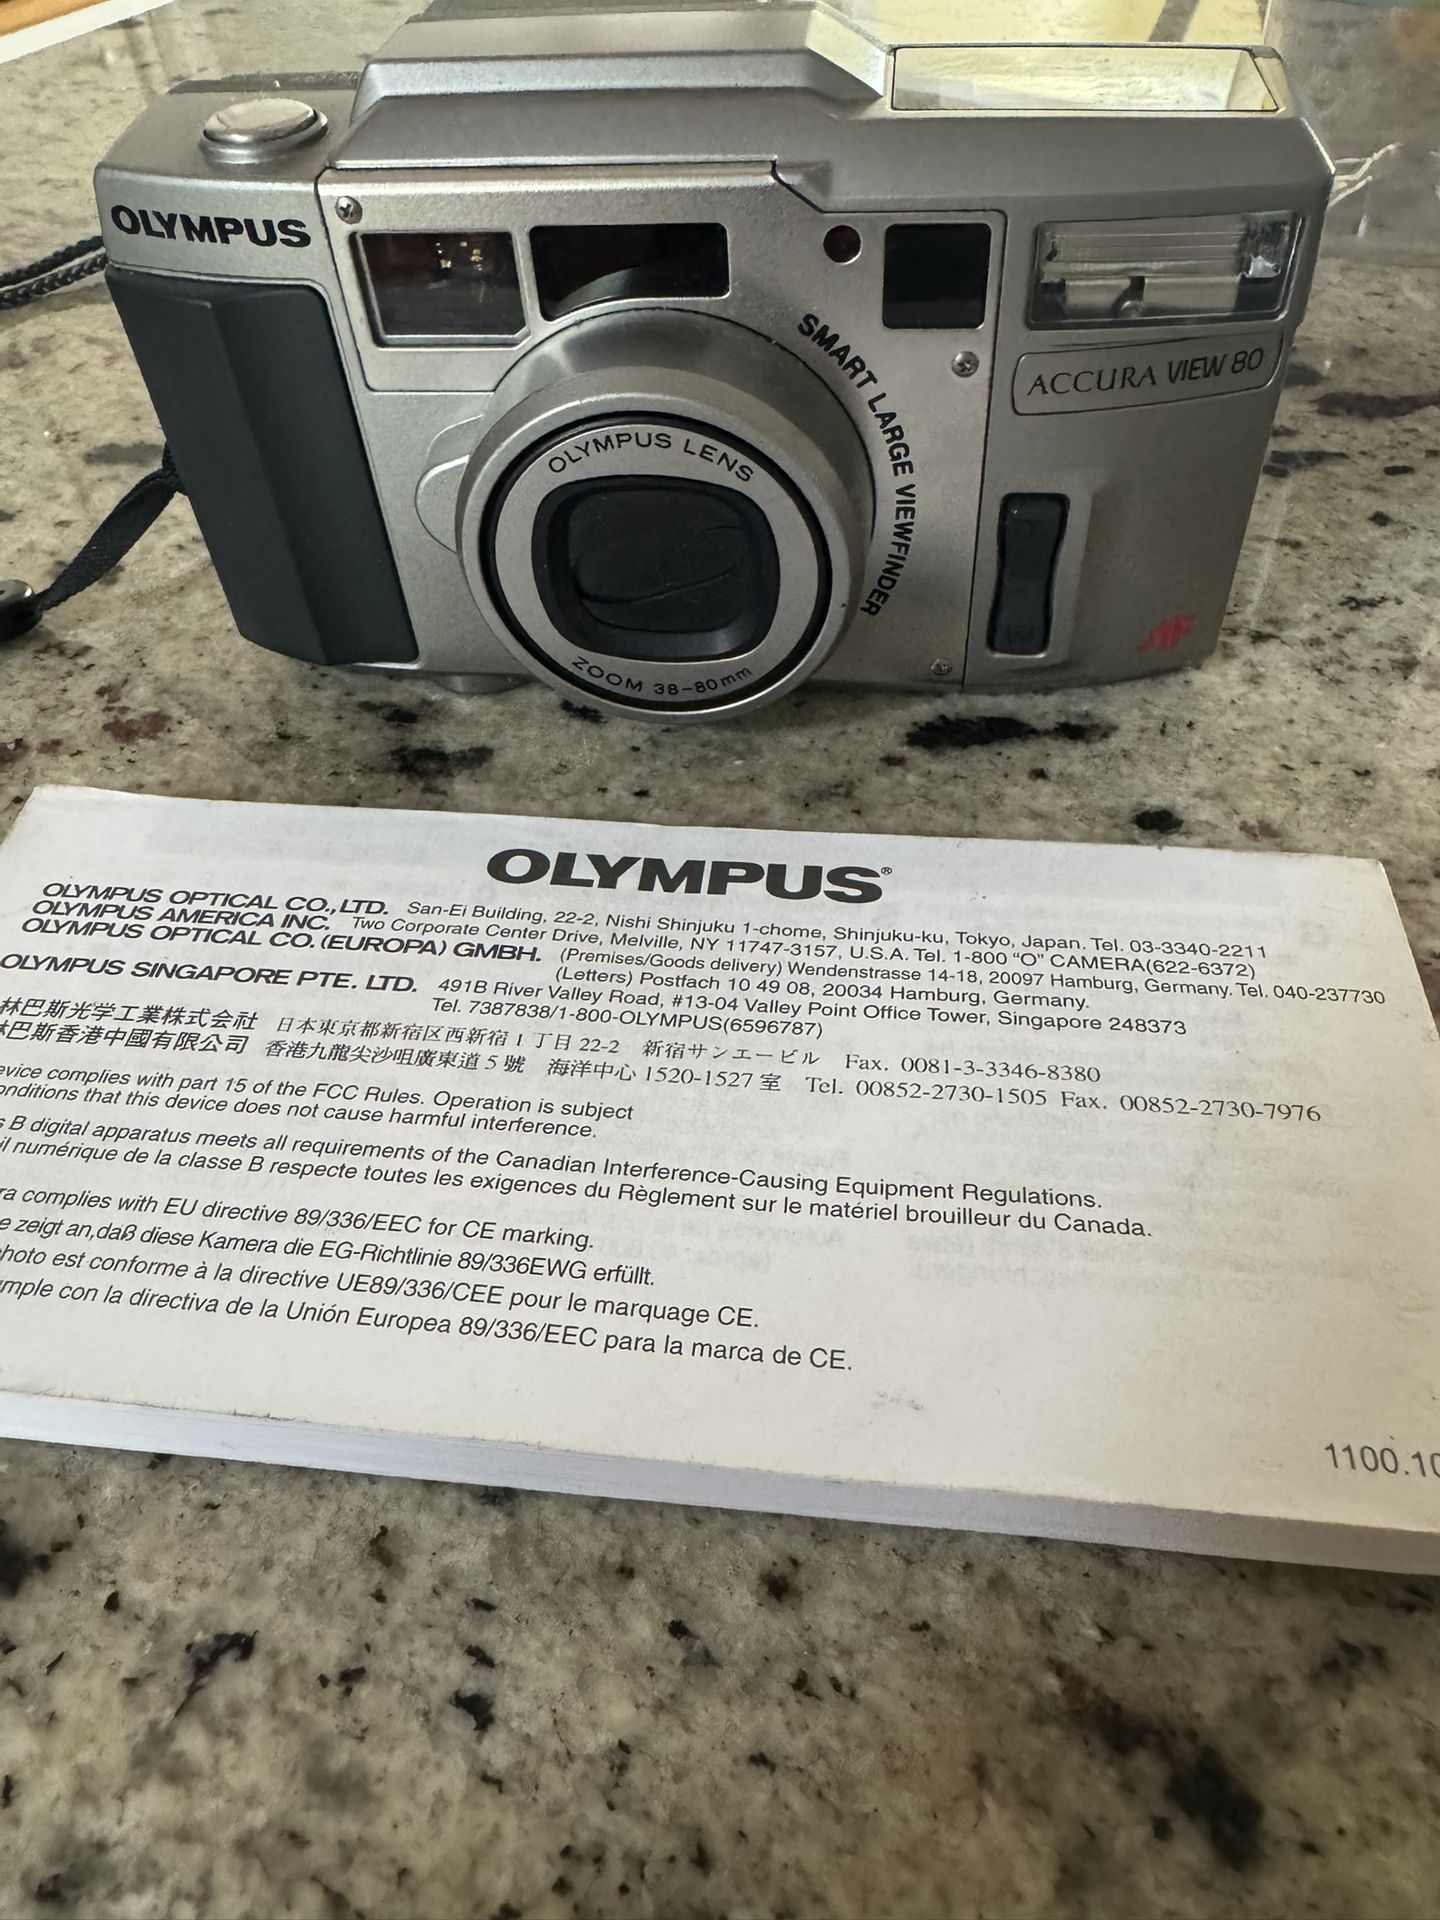 OLYMPUS
ACCURA VIEW 80
SMART LARGE VIEWFINDER
OLYMPUS LENS
ZOOM 38-80mm
AF
OLYMPUS®
OLYMPUS OPTICAL CO., LTD. San-Ei Building, 22-2, Nishi Shinjuku 1-chome, Shinjuku-ku, Tokyo, Japan. Tel. 03-3340-2211
OLYMPUS AMERICA INC. Two Corporate Center Drive, Melville, NY 11747-3157, U.S.A. Tel. 1-800 "O" CAMERA(622-6372)
OLYMPUS OPTICAL CO. (EUROPA) GMBH. (Premises/Goods delivery) Wendenstrasse 14-18, 20097 Hamburg, Germany. Tel. 040-237730
(Letters) Postfach 10 49 08, 20034 Hamburg, Germany.
OLYMPUS SINGAPORE PTE. LTD. 491B River Valley Road, #13-04 Valley Point Office Tower, Singapore 248373
Tel. 7387838/1-800-OLYMPUS(6596787)
林巴斯光学工業株式会社 日本東京都新宿区西新宿1丁目22-2 新宿サンエービル Fax. 0081-3-3346-8380
林巴斯香港中國有限公司 香港九龍尖沙咀廣東道5號 海洋中心1520-1527室 Tel. 00852-2730-1505 Fax. 00852-2730-7976
evice complies with part 15 of the FCC Rules. Operation is subject
onditions that this device does not cause harmful interference.
s B digital apparatus meets all requirements of the Canadian Interference-Causing Equipment Regulations.
il numérique de la classe B respecte toutes les exigences du Règlement sur le matériel brouilleur du Canada.
ra complies with EU directive 89/336/EEC for CE marking.
e zeigt an,daß diese Kamera die EG-Richtlinie 89/336EWG erfüllt.
hoto est conforme à la directive UE89/336/CEE pour le marquage CE.
mple con la directiva de la Unión Europea 89/336/EEC para la marca de CE.
1100.10